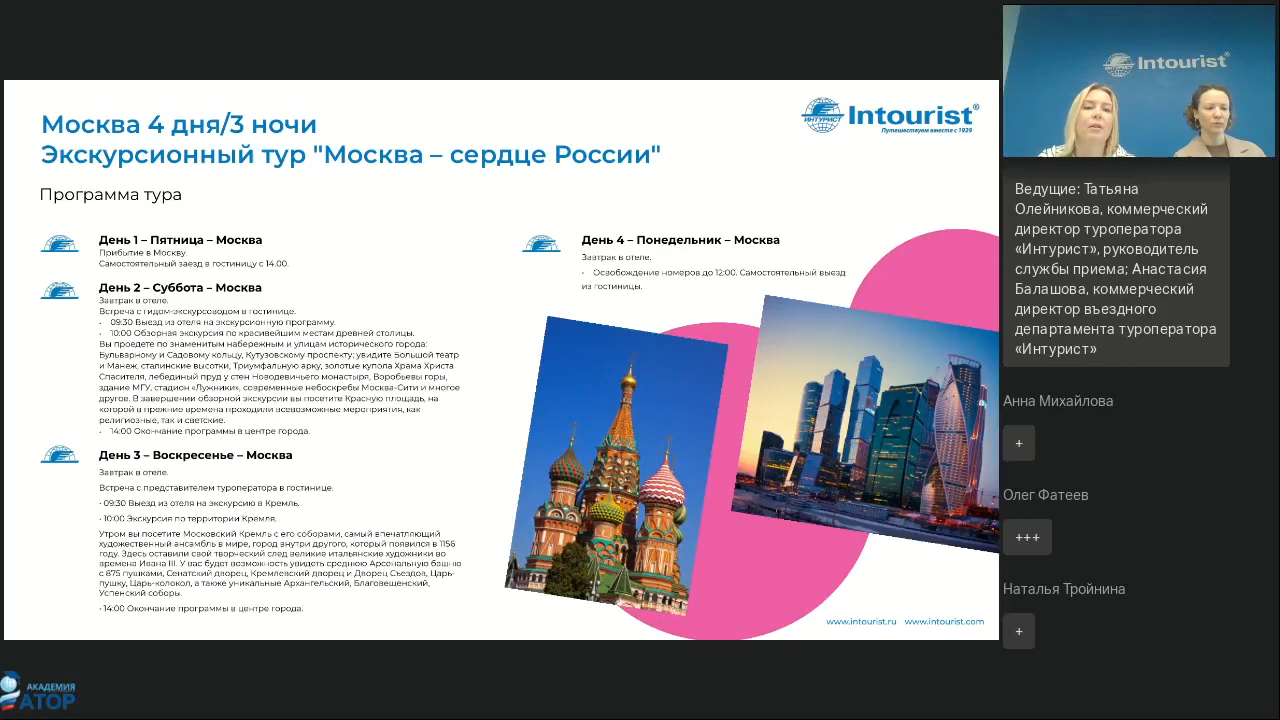 Москва 4 дня/3 ночи
Экскурсионный тур "Москва – сердце России"
Программа тура
ИНТУРИСТ
Intourist®
Путешествуем вместе с 1929
День 1 – Пятница – Москва
Прибытие в Москву.
Самостоятельный заезд в гостиницу с 14.00.
День 2 – Суббота – Москва
Завтрак в отеле.
Встреча с гидом-экскурсоводом в гостинице.
• 09:30 Выезд из отеля на экскурсионную программу.
• 10:00 Обзорная экскурсия по красивейшим местам древней столицы.
Вы проедете по знаменитым набережным и улицам исторического города:
Бульварному и Садовому кольцу, Кутузовскому проспекту; увидите Большой театр
и Манеж, сталинские высотки, Триумфальную арку, золотые купола Храма Христа
Спасителя, лебединый пруд у стен Новодевичьего монастыря, Воробьевы горы,
здание МГУ, стадион «Лужники», современные небоскребы Москва-Сити и многое
другое. В завершении обзорной экскурсии вы посетите Красную площадь, на
которой в прежние времена проходили всевозможные мероприятия, как
религиозные, так и светские.
• 14:00 Окончание программы в центре города.
День 3 – Воскресенье – Москва
Завтрак в отеле.
Встреча с представителем туроператора в гостинице.
• 09:30 Выезд из отеля на экскурсию в Кремль.
• 10:00 Экскурсия по территории Кремля.
Утром вы посетите Московский Кремль с его соборами, самый впечатляющий
художественный ансамбль в мире, город внутри другого, который появился в 1156
году. Здесь оставили свой творческий след великие итальянские художники во
времена Ивана III. У вас будет возможность увидеть среднюю Арсенальную башню
с 875 пушками, Сенатский дворец, Кремлевский дворец и Дворец Съездов, Царь-
пушку, Царь-колокол, а также уникальные Архангельский, Благовещенский,
Успенский соборы.
• 14:00 Окончание программы в центре города.
День 4 – Понедельник – Москва
Завтрак в отеле.
• Освобождение номеров до 12:00. Самостоятельный выезд
из гостиницы.
www.intourist.ru www.intourist.com
ИНТУРИСТ
Intourist®
Ведущие: Татьяна
Олейникова, коммерческий
директор туроператора
«Интурист», руководитель
службы приема; Анастасия
Балашова, коммерческий
директор въездного
департамента туроператора
«Интурист»
Анна Михайлова
+
Олег Фатеев
+++
Наталья Тройнина
+
АКАДЕМИЯ
АТОР